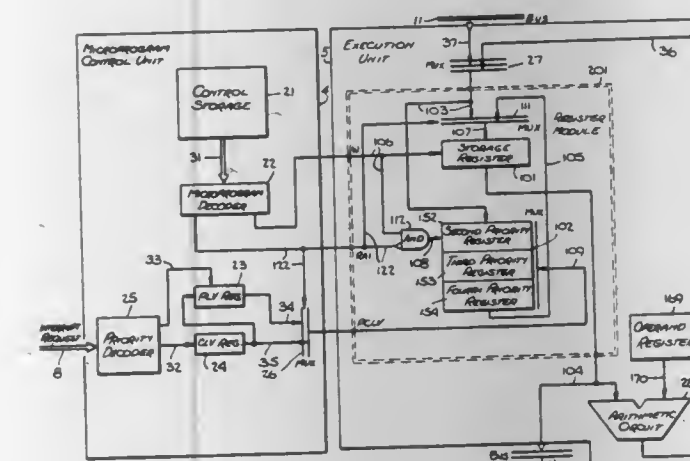 11
BUS
MICROPROGRAM
CONTROL UNIT
5
EXECUTION
UNIT
37
MUX
27
36
CONTROL
STORAGE
21
4
201
103
111
MUX
REGISTER
MODULE
107
31
22
MICROPROGRAM
DECODER
106
STORAGE
REGISTER
101
105
112
AND
152
SECOND PRIORITY
REGISTER
MUX
102
122
RA1
122
108
THIRD PRIORITY
REGISTER
109
153
FOURTH PRIORITY
REGISTER
154
33
23
PLV REG
25
34
PCLV
169
INTERRUPT
REQUEST
8
PRIORITY
DECODER
32
CLV REG
24
35
26
MUX
OPERAND
REGISTER
170
104
28
ARITHMETIC
CIRCUIT
BUS